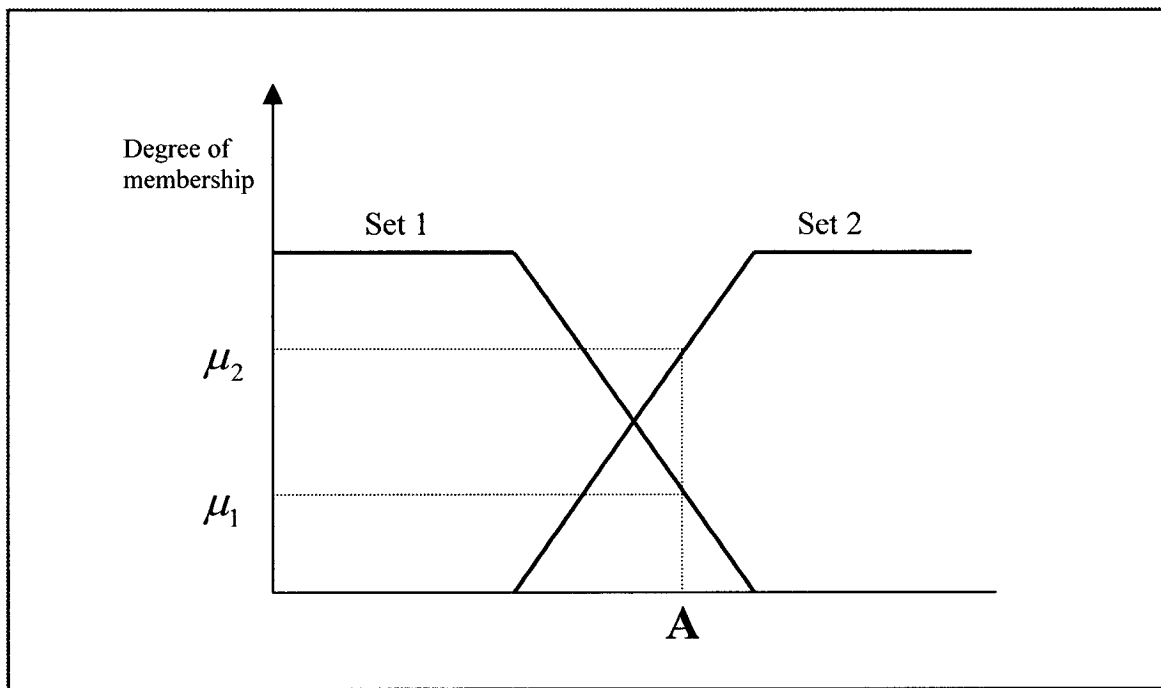 Degree of
membership
Set 1
Set 2
μ2
μ1
A